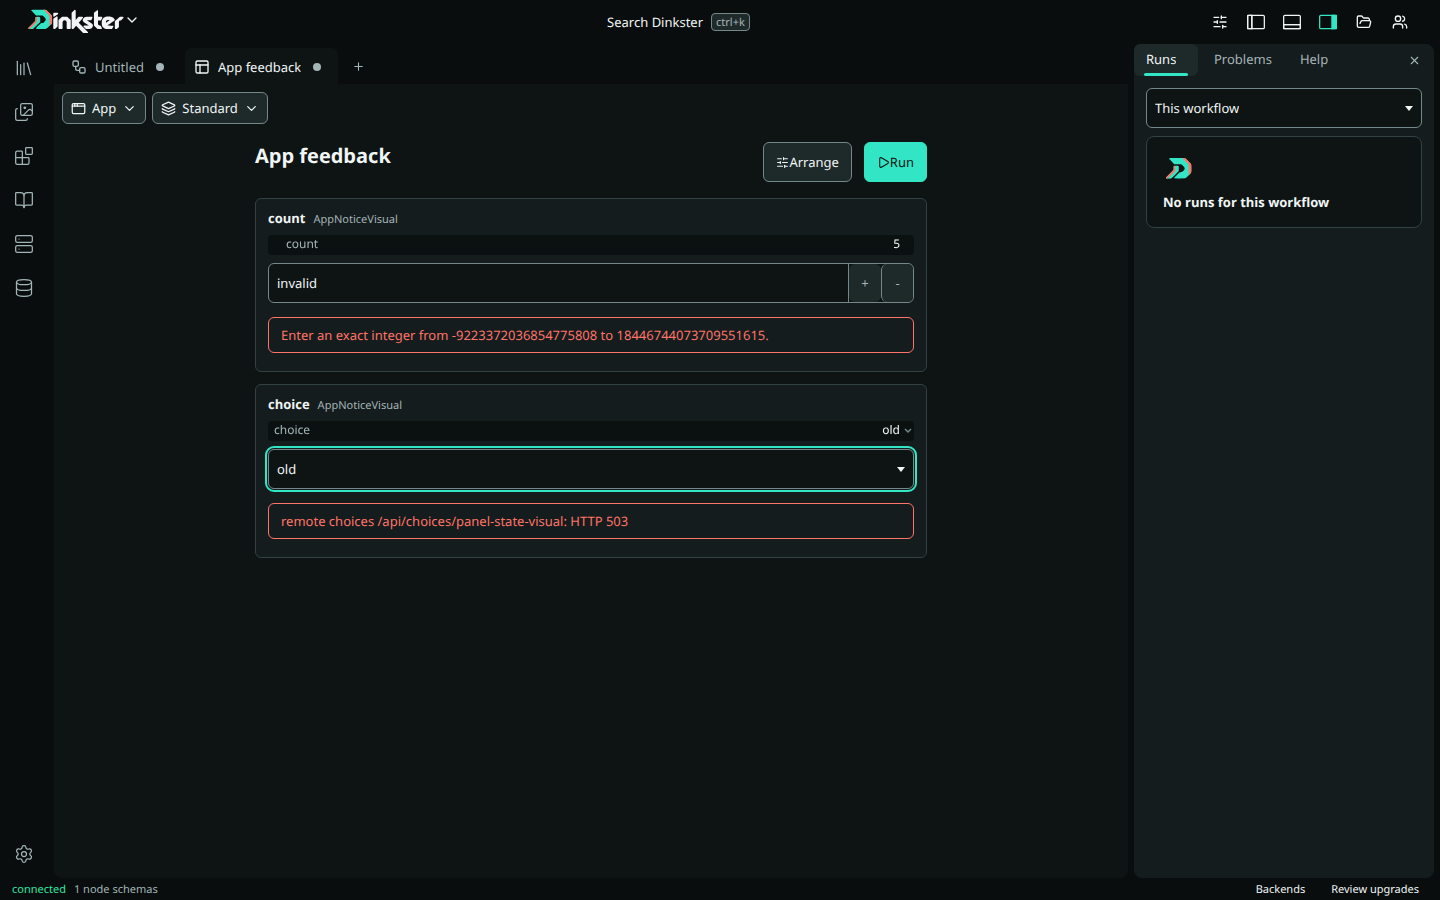 Dinkster
Search Dinkster ctrl+k
Untitled
App feedback
+
App
Standard
App feedback
Arrange
Run
count AppNoticeVisual
count 5
invalid + -
Enter an exact integer from -9223372036854775808 to 18446744073709551615.
choice AppNoticeVisual
choice old
old
remote choices /api/choices/panel-state-visual: HTTP 503
Runs Problems Help
This workflow
No runs for this workflow
connected 1 node schemas
Backends Review upgrades